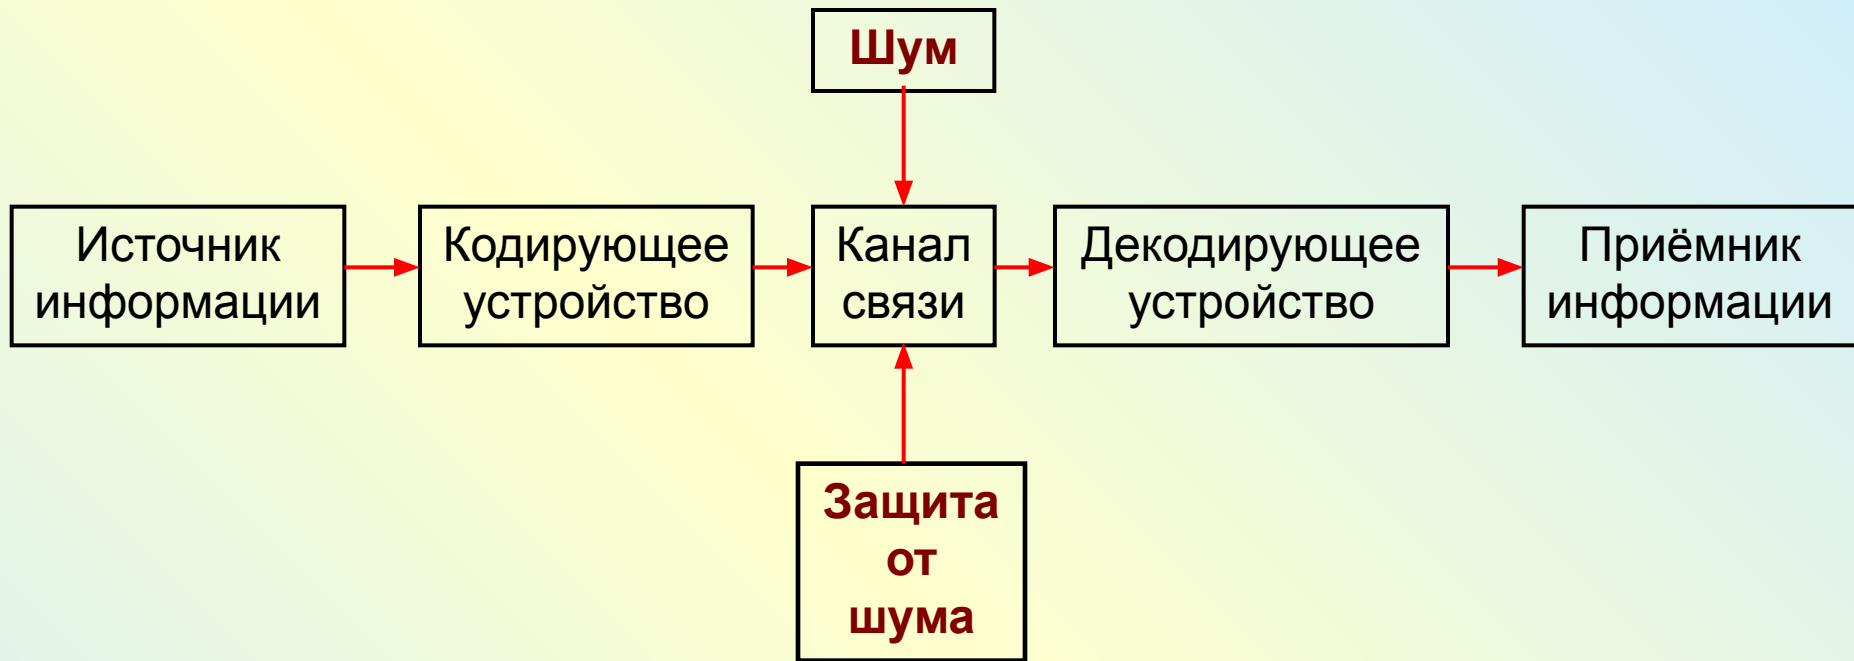 Шум
Источник
информации
Кодирующее
устройство
Канал
связи
Декодирующее
устройство
Приёмник
информации
Защита
от
шума